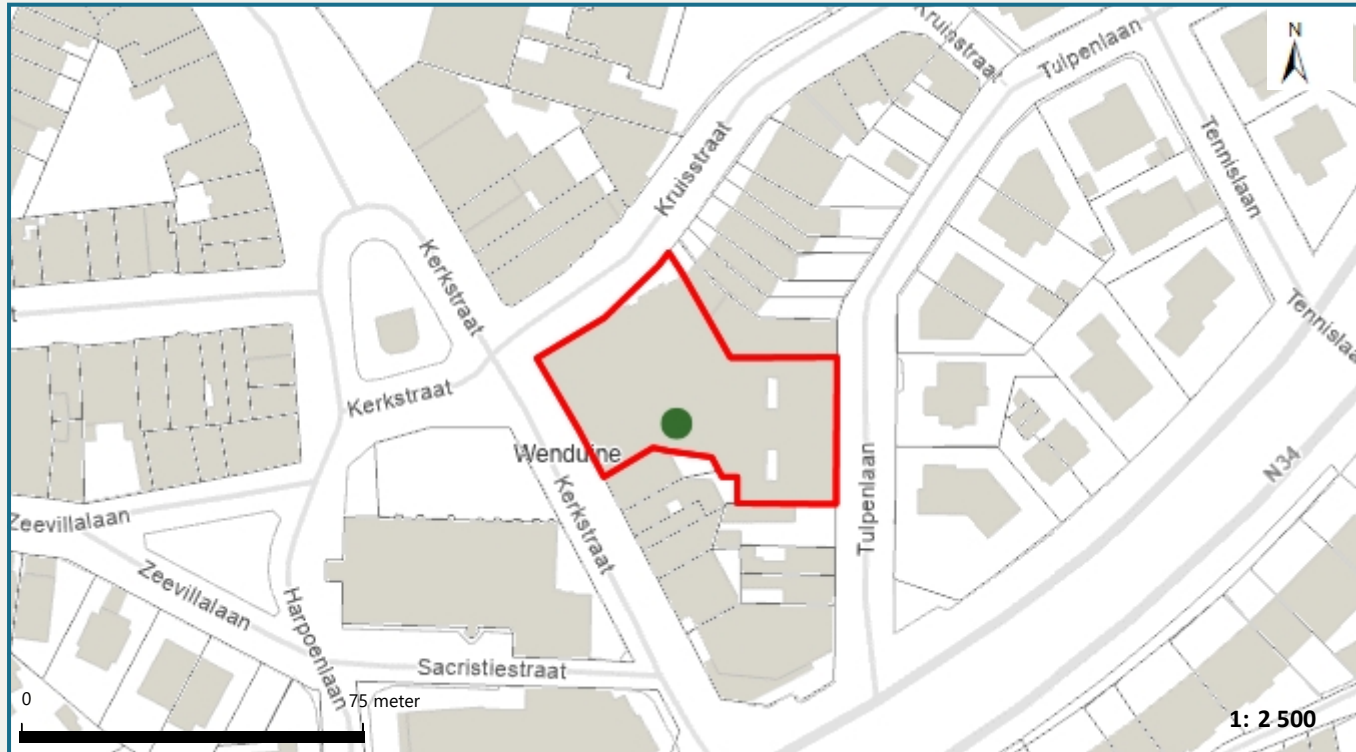 Kruisstraat
Tulpenlaan
N
Tennislaan
Kruisstraat
Kerkstraat
Tennislaa
t
Kerkstraat
Wenduine
Tulpenlaan
N34
Kerkstraat
Zeevillalaan
Zeevillalaan
Harpoenlaan
Sacristiestraat
0 75 meter
1: 2 500